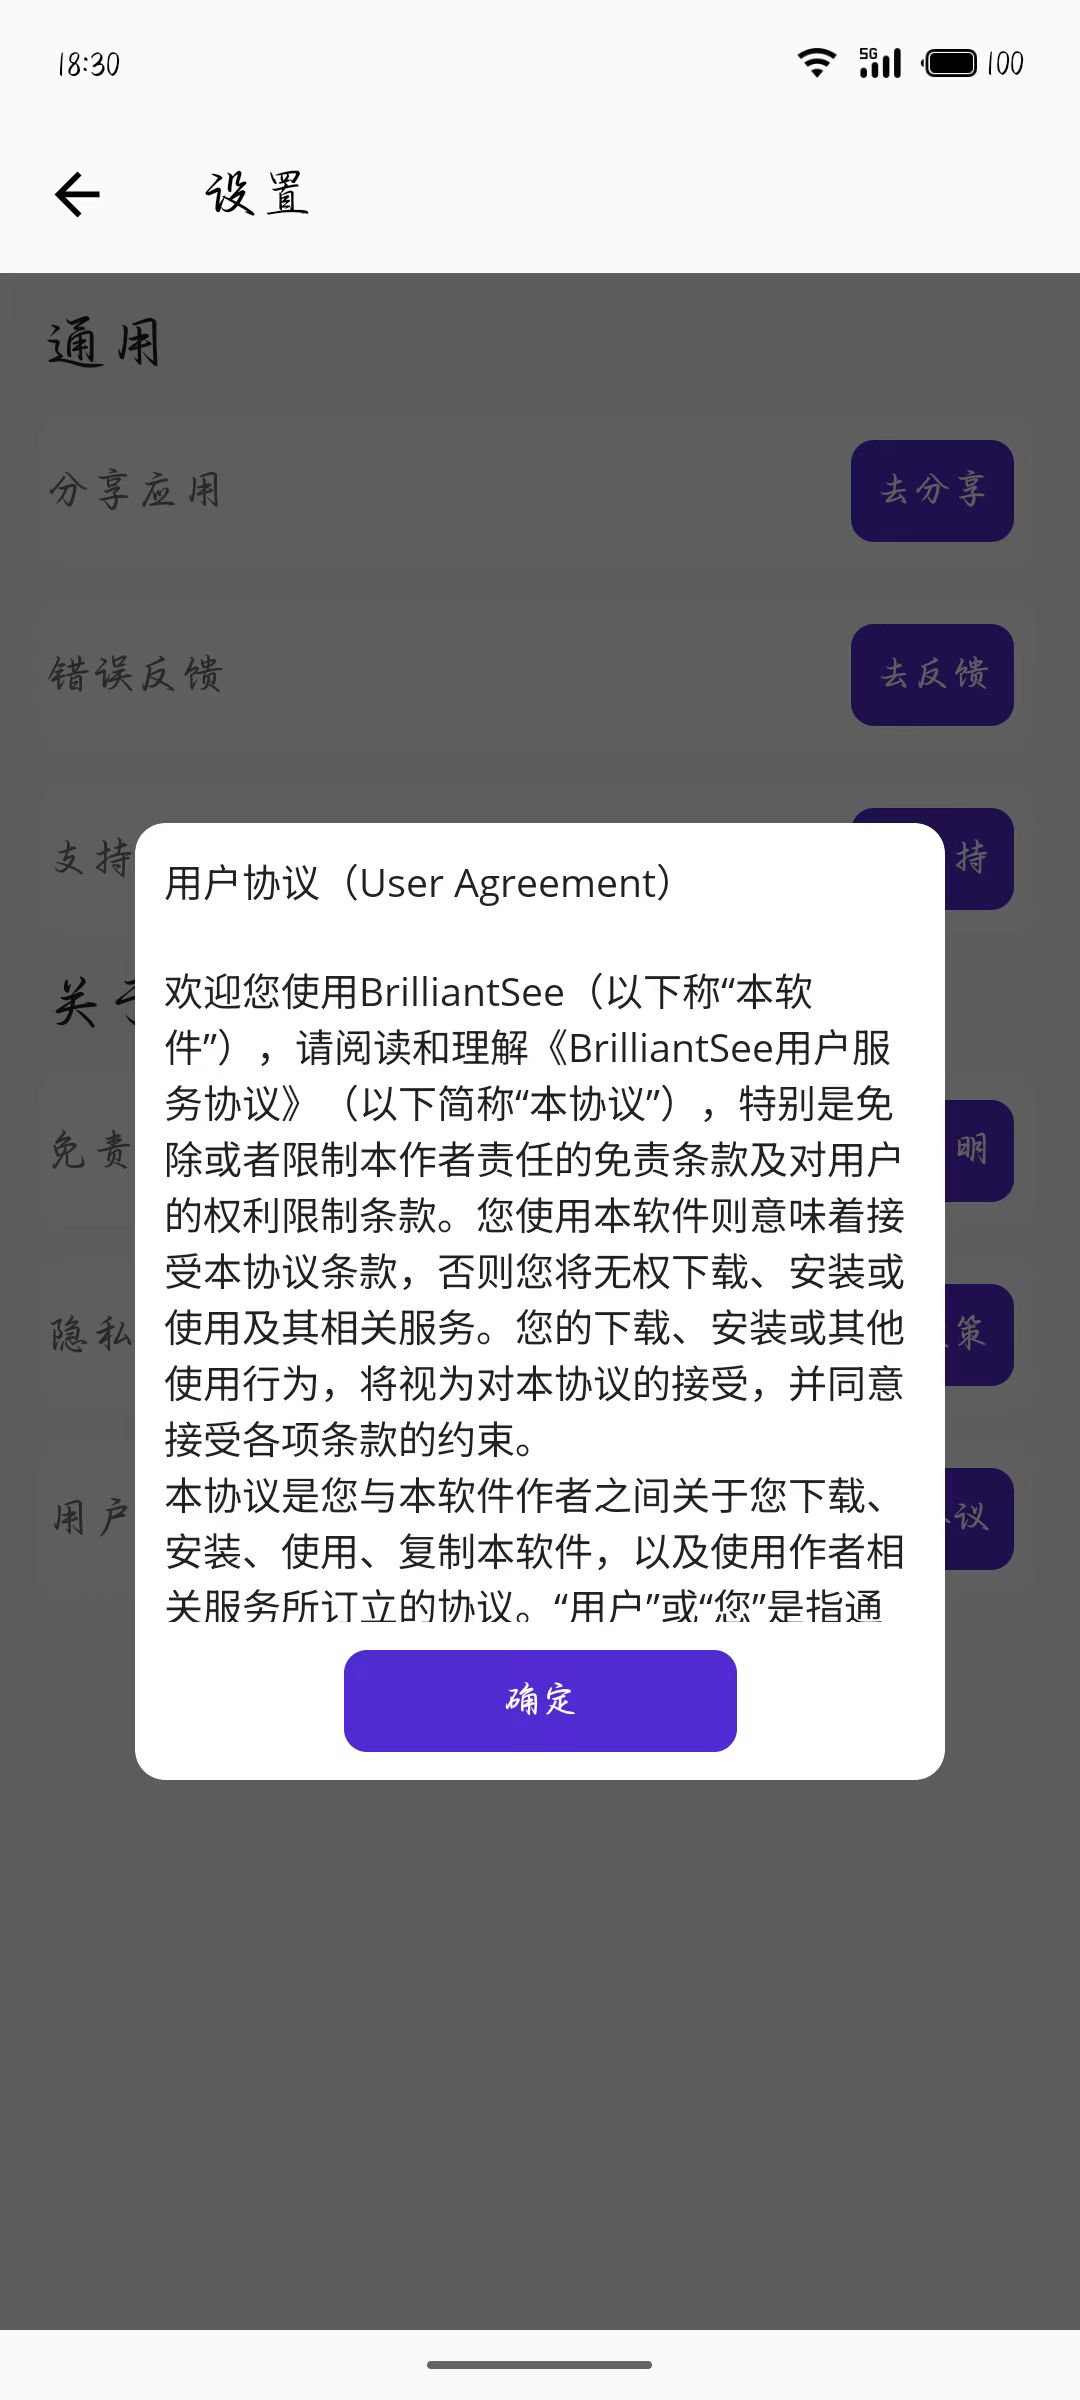 18:30
5G
100
设置
通用
分享应用
去分享
错误反馈
去反馈
支持
持
关于
免责
明
隐私
策
用户
议
用户协议（User Agreement）
欢迎您使用BrilliantSee（以下称“本软
件”），请阅读和理解《BrilliantSee用户服
务协议》（以下简称“本协议”），特别是免
除或者限制本作者责任的免责条款及对用户
的权利限制条款。您使用本软件则意味着接
受本协议条款，否则您将无权下载、安装或
使用及其相关服务。您的下载、安装或其他
使用行为，将视为对本协议的接受，并同意
接受各项条款的约束。
本协议是您与本软件作者之间关于您下载、
安装、使用、复制本软件，以及使用作者相
关服务所订立的协议。“用户”或“您”是指通
确定